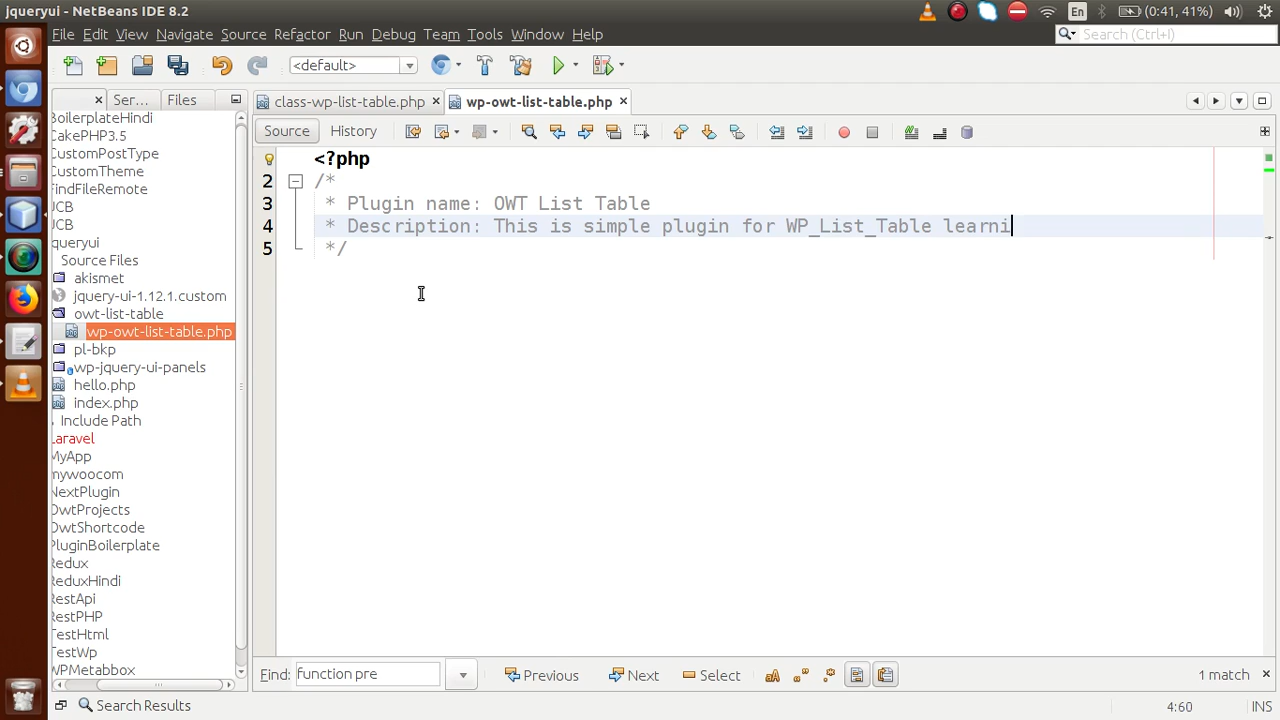 jqueryui - NetBeans IDE 8.2
En (0:41, 41%)
File Edit View Navigate Source Refactor Run Debug Team Tools Window Help
Search (Ctrl+I)
<default>
Ser... Files
class-wp-list-table.php
wp-owt-list-table.php
Source History
BoilerplateHindi
CakePHP3.5
CustomPostType
CustomTheme
FindFileRemote
JCB
JCB
queryui
Source Files
akismet
jquery-ui-1.12.1.custom
owt-list-table
wp-owt-list-table.php
pl-bkp
wp-jquery-ui-panels
hello.php
index.php
Include Path
Laravel
MyApp
mywoocom
NextPlugin
OwtProjects
OwtShortcode
PluginBoilerplate
Redux
ReduxHindi
RestApi
RestPHP
TestHtml
TestWp
WPMetabbox
<?php
2 /*
3 * Plugin name: OWT List Table
4 * Description: This is simple plugin for WP_List_Table learni
5 */
Find: function pre Previous Next Select 1 match
Search Results
4:60 INS